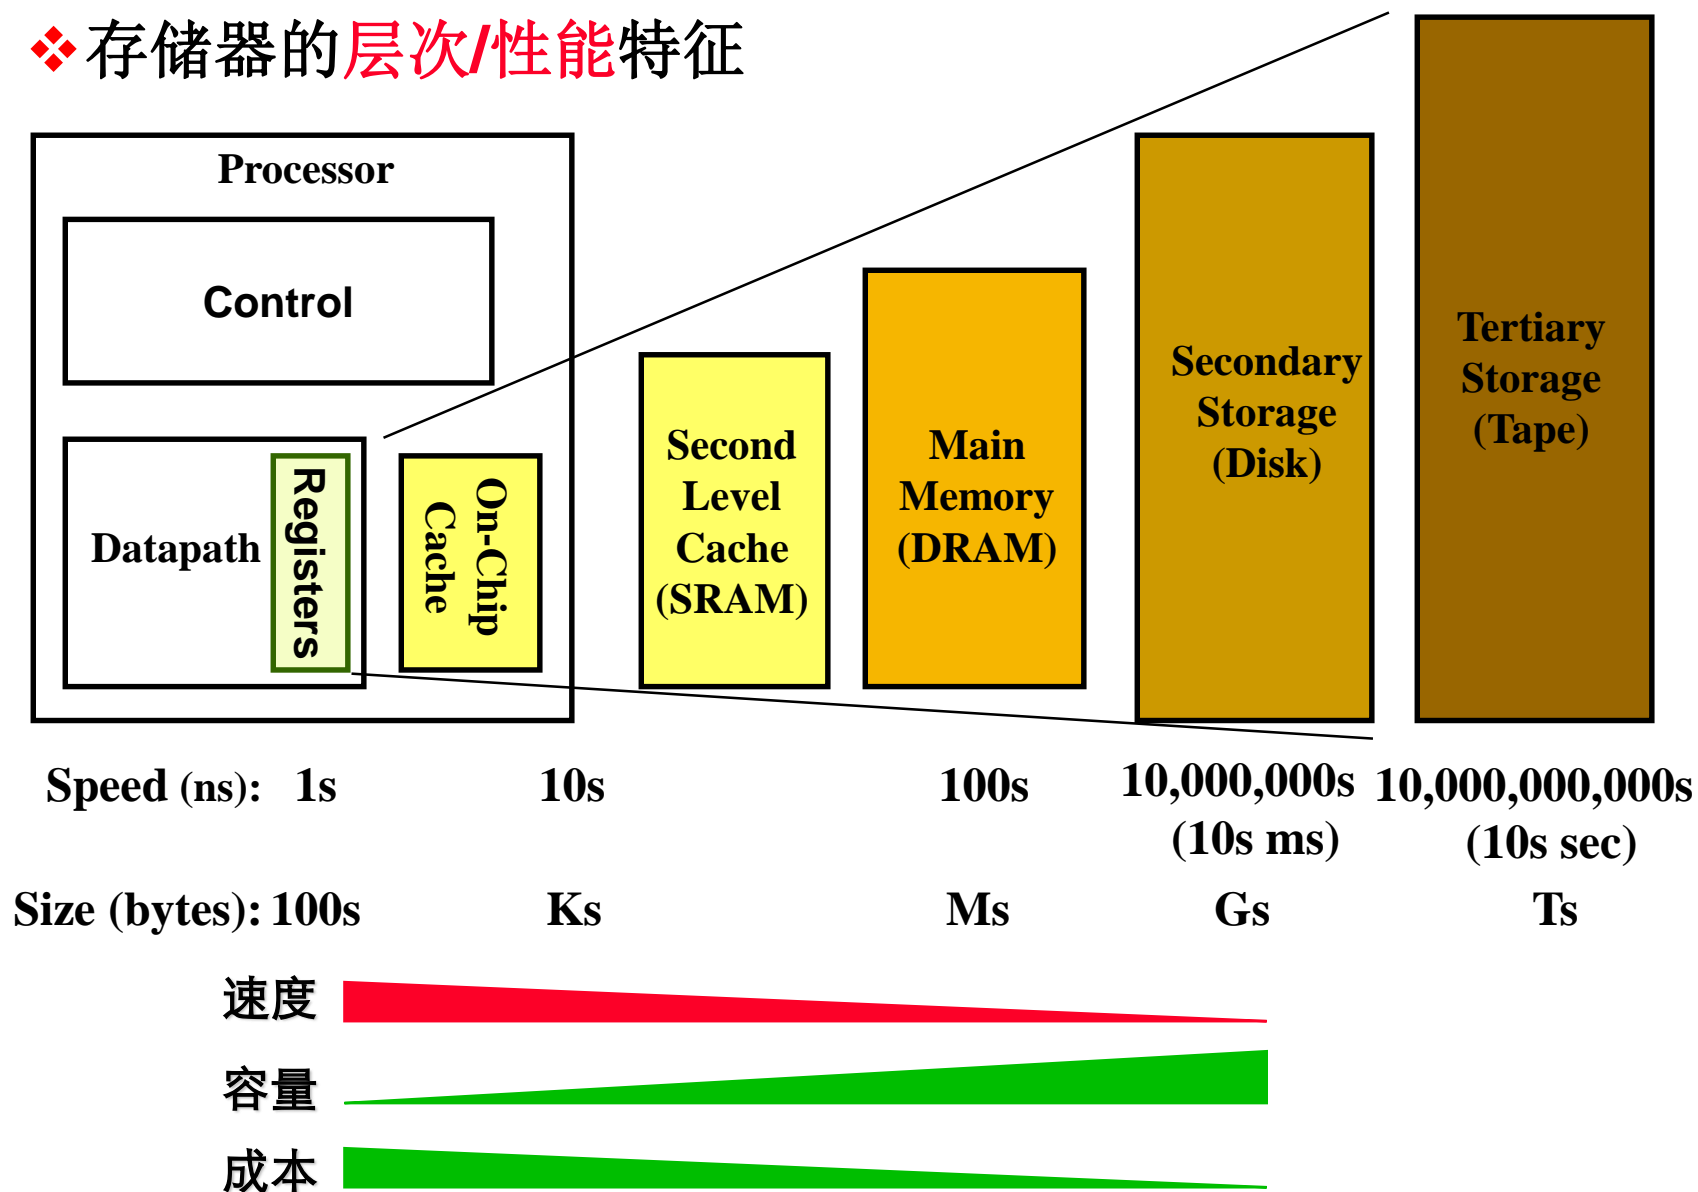 ❖存储器的层次/性能特征
Processor
Control
Datapath
Registers
On-Chip
Cache
Second
Level
Cache
(SRAM)
Main
Memory
(DRAM)
Secondary
Storage
(Disk)
Tertiary
Storage
(Tape)
Speed (ns): 1s 10s 100s 10,000,000s 10,000,000,000s
(10s ms) (10s sec)
Size (bytes): 100s Ks Ms Gs Ts
速度
容量
成本